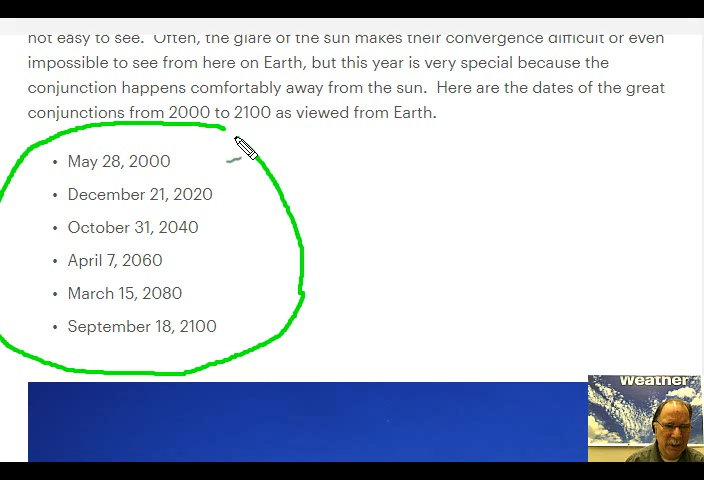 not easy to see. Often, the glare of the sun makes their convergence difficult or even
impossible to see from here on Earth, but this year is very special because the
conjunction happens comfortably away from the sun. Here are the dates of the great
conjunctions from 2000 to 2100 as viewed from Earth.
• May 28, 2000
• December 21, 2020
• October 31, 2040
• April 7, 2060
• March 15, 2080
• September 18, 2100
Weather